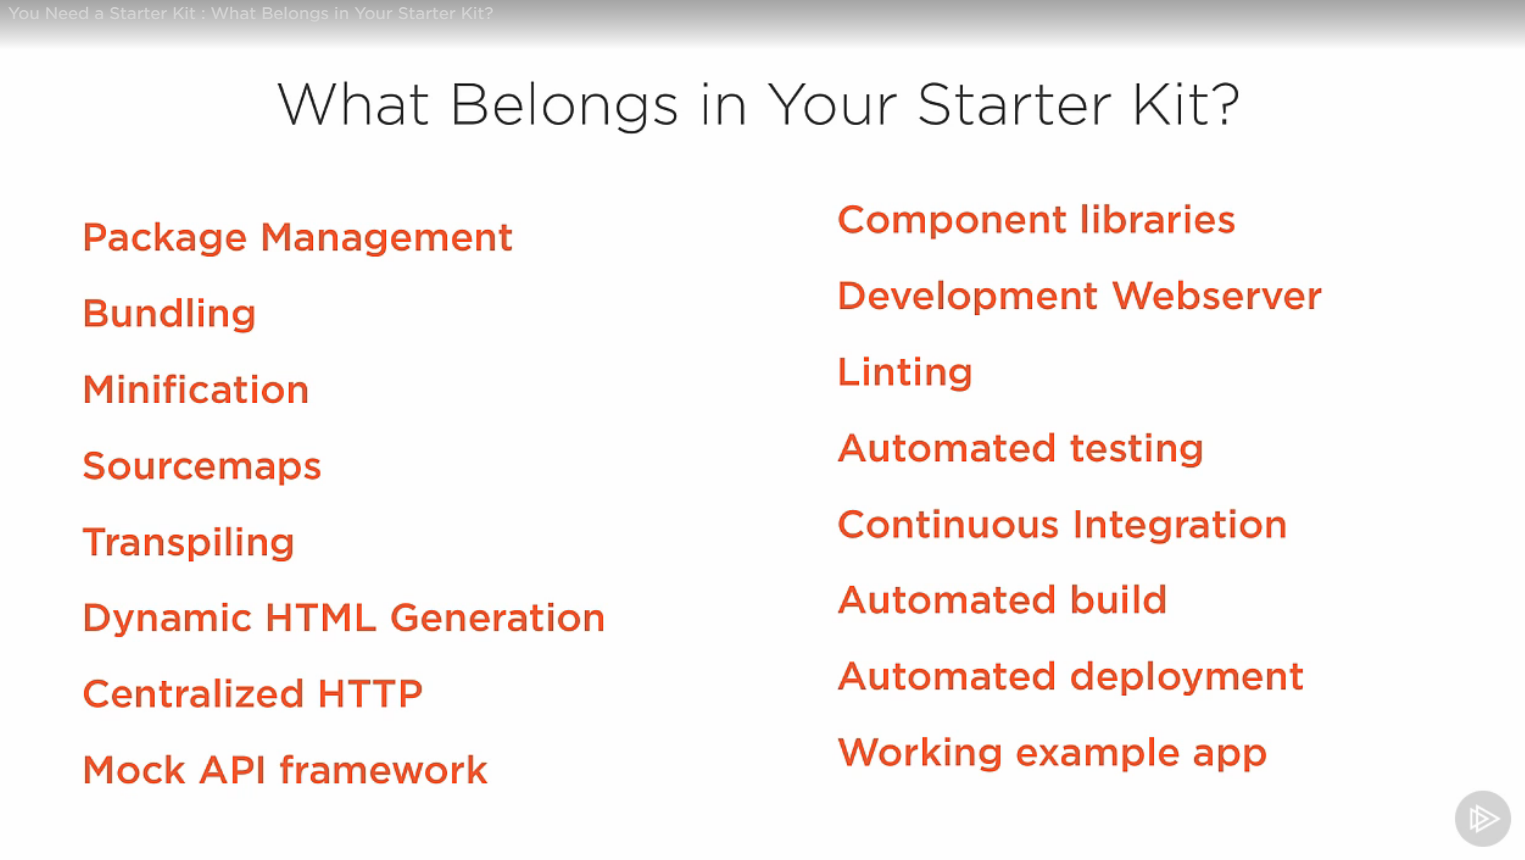 You Need a Starter Kit : What Belongs in Your Starter Kit?
What Belongs in Your Starter Kit?
Package Management
Bundling
Minification
Sourcemaps
Transpiling
Dynamic HTML Generation
Centralized HTTP
Mock API framework
Component libraries
Development Webserver
Linting
Automated testing
Continuous Integration
Automated build
Automated deployment
Working example app